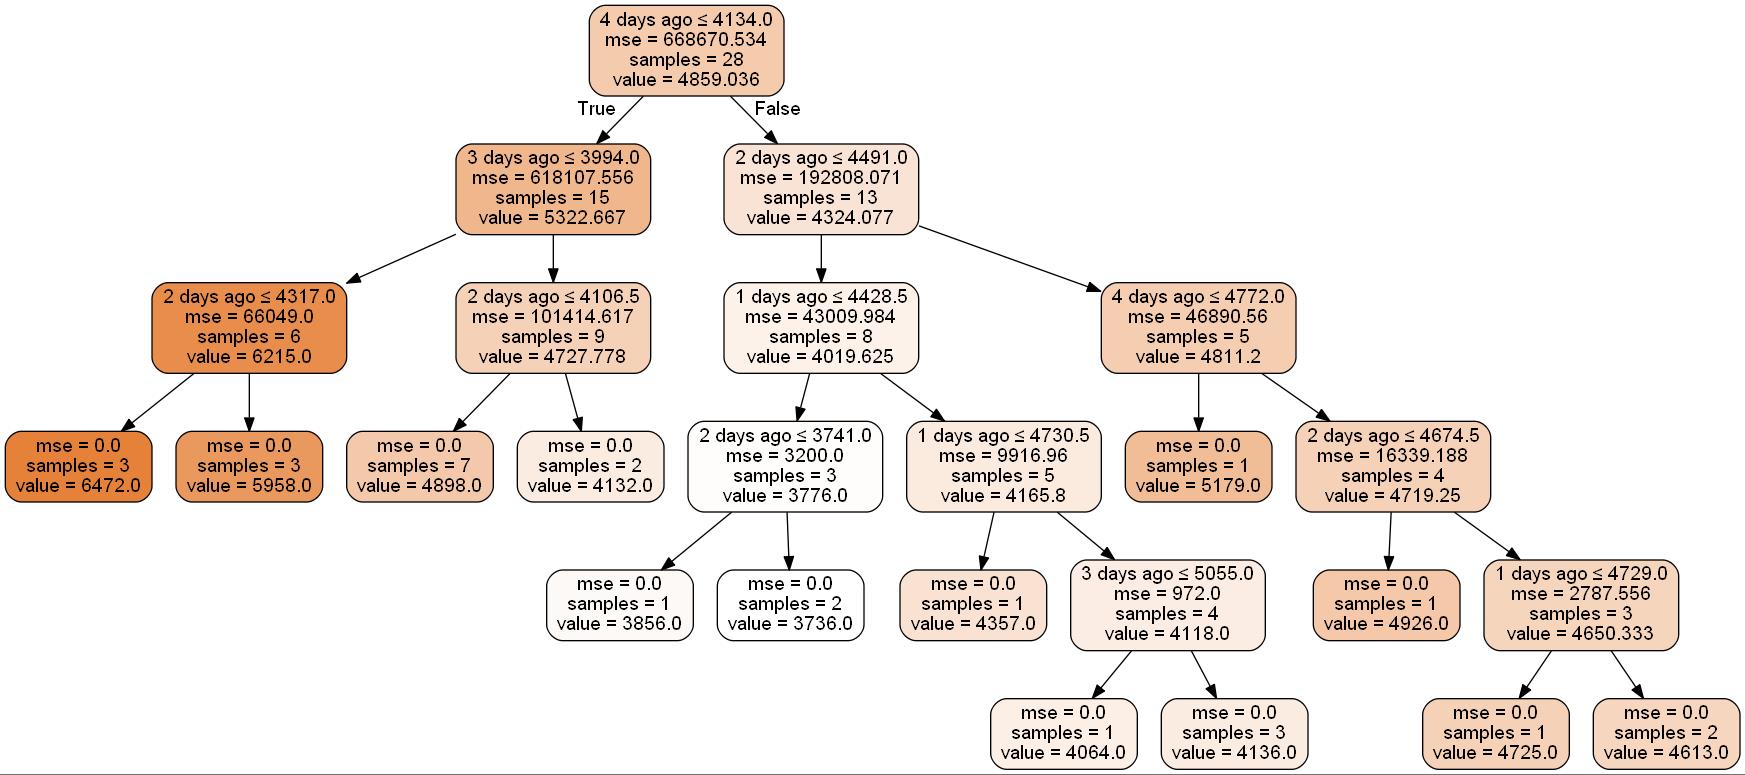 4 days ago ≤ 4134.0
mse = 668670.534
samples = 28
value = 4859.036
True
False
3 days ago ≤ 3994.0
mse = 618107.556
samples = 15
value = 5322.667
2 days ago ≤ 4491.0
mse = 192808.071
samples = 13
value = 4324.077
2 days ago ≤ 4317.0
mse = 66049.0
samples = 6
value = 6215.0
2 days ago ≤ 4106.5
mse = 101414.617
samples = 9
value = 4727.778
1 days ago ≤ 4428.5
mse = 43009.984
samples = 8
value = 4019.625
4 days ago ≤ 4772.0
mse = 46890.56
samples = 5
value = 4811.2
mse = 0.0
samples = 3
value = 6472.0
mse = 0.0
samples = 3
value = 5958.0
mse = 0.0
samples = 7
value = 4898.0
mse = 0.0
samples = 2
value = 4132.0
2 days ago ≤ 3741.0
mse = 3200.0
samples = 3
value = 3776.0
1 days ago ≤ 4730.5
mse = 9916.96
samples = 5
value = 4165.8
mse = 0.0
samples = 1
value = 5179.0
2 days ago ≤ 4674.5
mse = 16339.188
samples = 4
value = 4719.25
mse = 0.0
samples = 1
value = 3856.0
mse = 0.0
samples = 2
value = 3736.0
mse = 0.0
samples = 1
value = 4357.0
3 days ago ≤ 5055.0
mse = 972.0
samples = 4
value = 4118.0
mse = 0.0
samples = 1
value = 4926.0
1 days ago ≤ 4729.0
mse = 2787.556
samples = 3
value = 4650.333
mse = 0.0
samples = 1
value = 4064.0
mse = 0.0
samples = 3
value = 4136.0
mse = 0.0
samples = 1
value = 4725.0
mse = 0.0
samples = 2
value = 4613.0